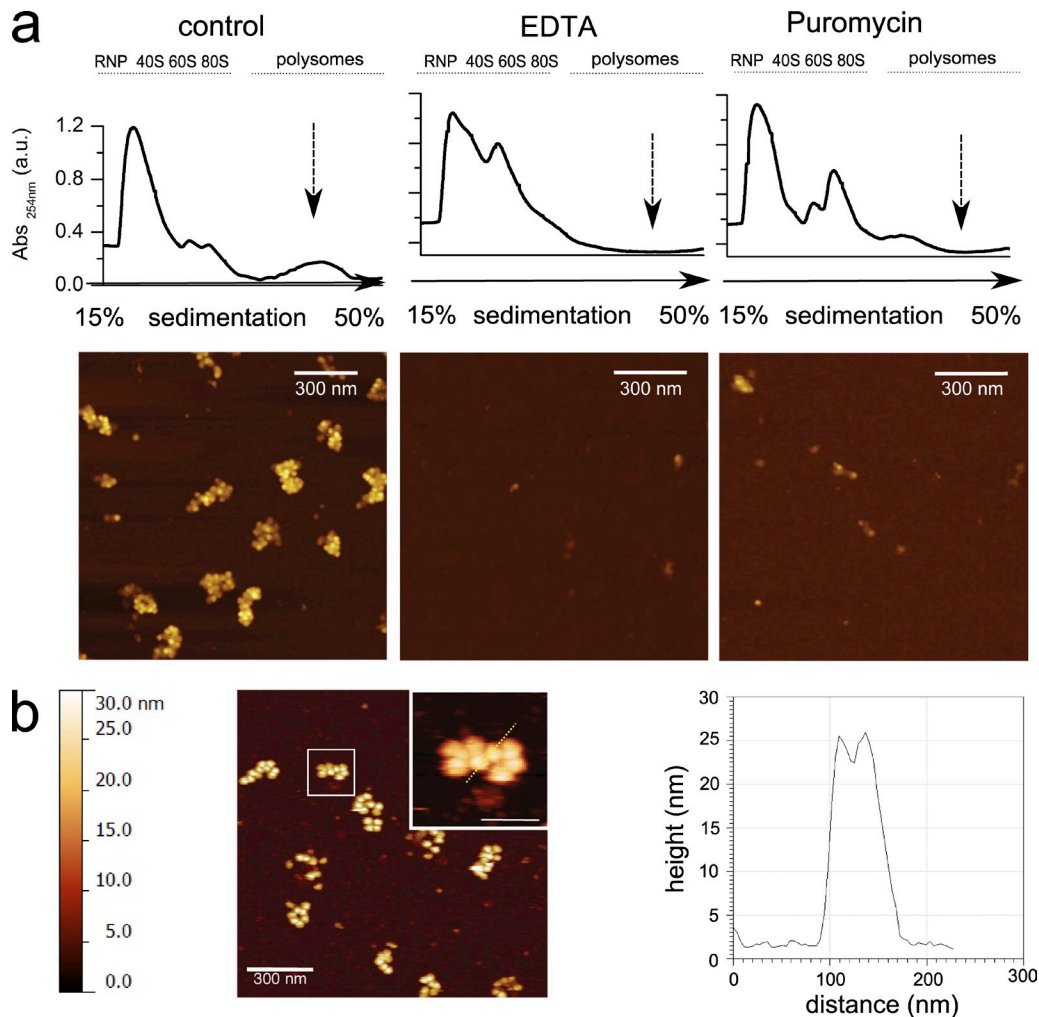 a
control
EDTA
Puromycin
RNP 40S 60S 80S polysomes
RNP 40S 60S 80S polysomes
RNP 40S 60S 80S polysomes
Abs 254nm (a.u.)
1.2
0.8
0.4
0.0
15% sedimentation 50%
15% sedimentation 50%
15% sedimentation 50%
300 nm
300 nm
300 nm
b
30.0 nm
25.0
20.0
15.0
10.0
5.0
0.0
300 nm
height (nm)
30
25
20
15
10
5
0
0 100 200 300
distance (nm)